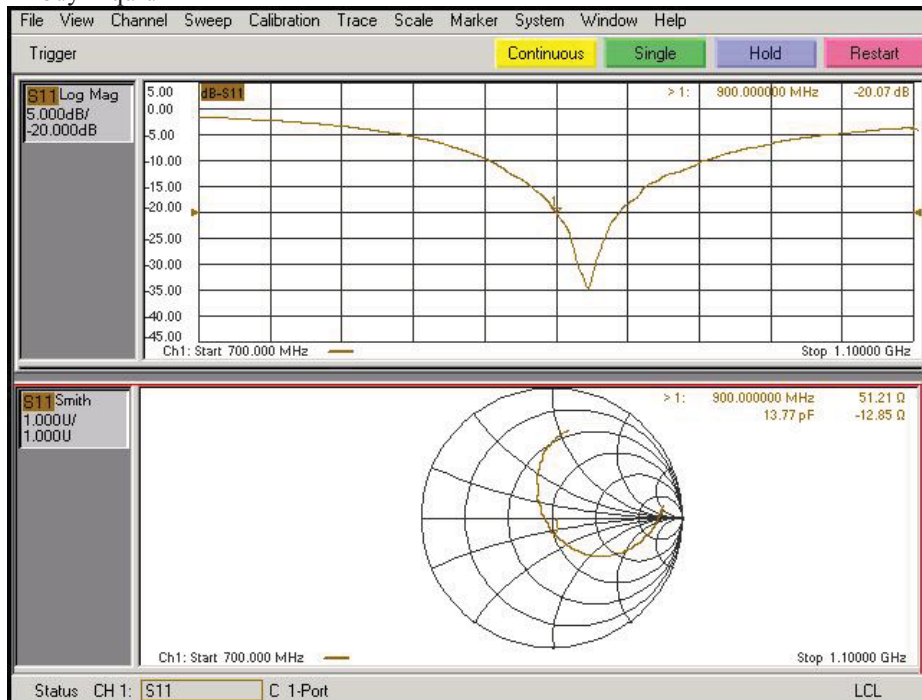 File View Channel Sweep Calibration Trace Scale Marker System Window Help
Trigger Continuous Single Hold Restart
S11 Log Mag
5.000dB/
-20.000dB
5.00
0.00
-5.00
-10.00
-15.00
-20.00
-25.00
-30.00
-35.00
-40.00
-45.00
dB-S11
> 1: 900.000000 MHz -20.07 dB
1
Ch1: Start 700.000 MHz
Stop 1.10000 GHz
S11 Smith
1.000U/
1.000U
> 1: 900.000000 MHz 51.21 Ω
13.77 pF -12.85 Ω
Ch1: Start 700.000 MHz
Stop 1.10000 GHz
Status CH 1: S11 C 1-Port LCL